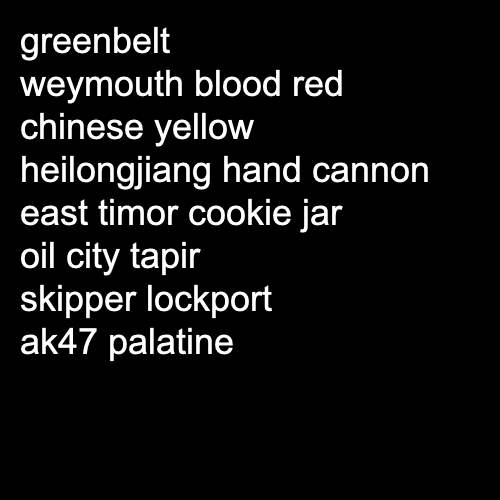 greenbelt
weymouth blood red
chinese yellow
heilongjiang hand cannon
east timor cookie jar
oil city tapir
skipper lockport
ak47 palatine